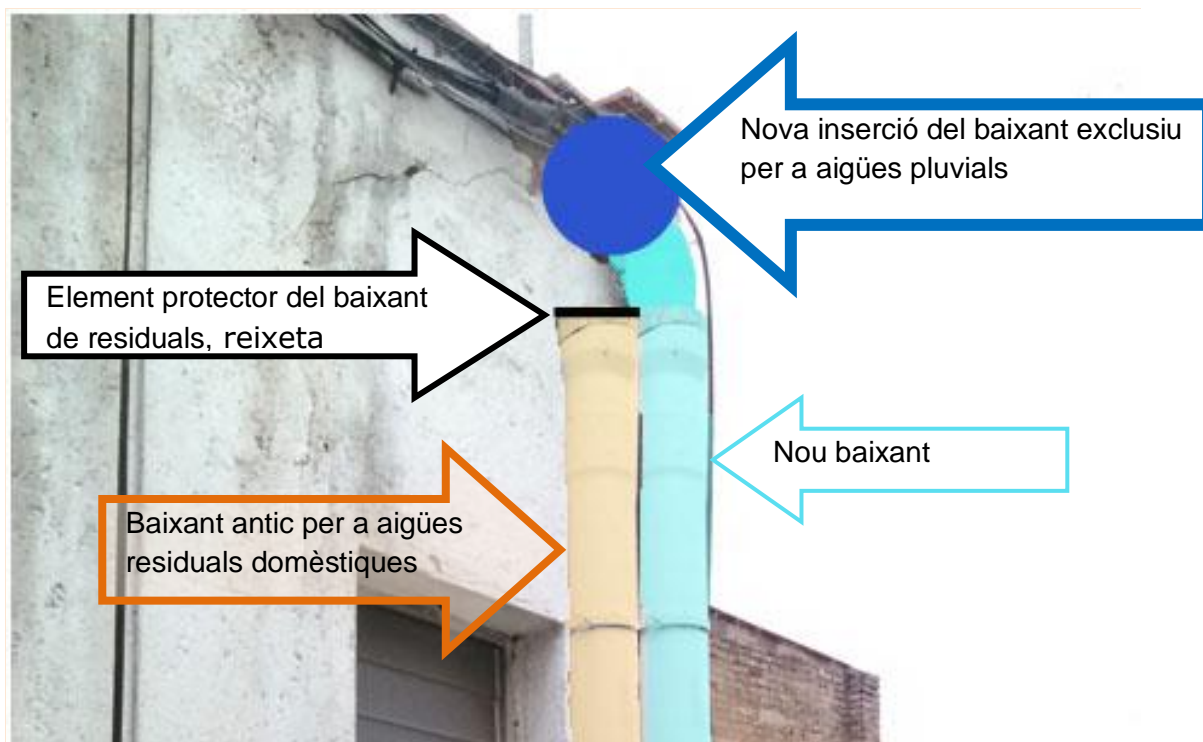 Nova inserció del baixant exclusiu
per a aigües pluvials
Element protector del baixant
de residuals, reixeta
Nou baixant
Baixant antic per a aigües
residuals domèstiques